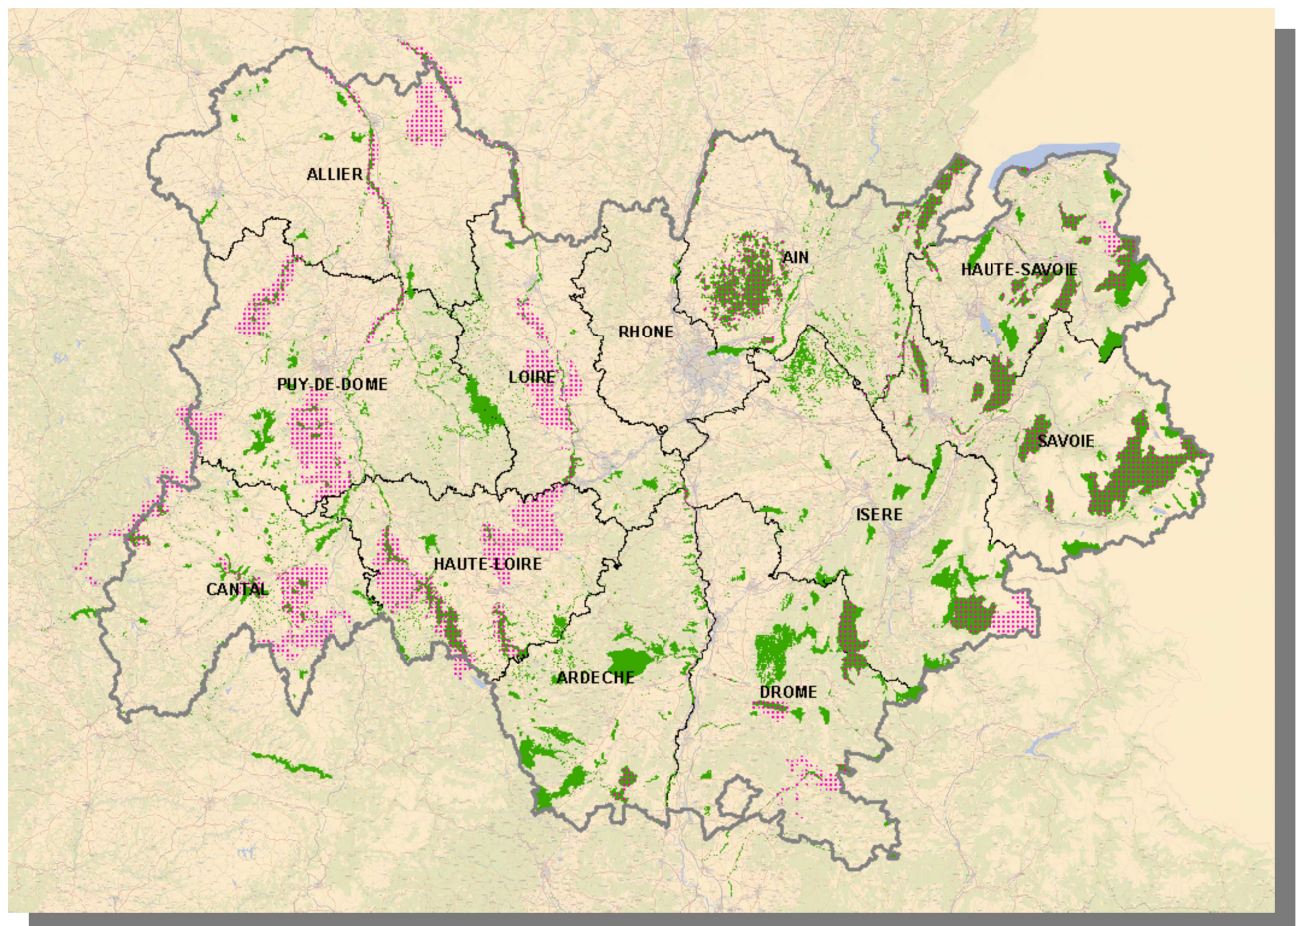 ALLIER
AIN
HAUTE-SAVOIE
RHONE
PUY-DE-DOME
LOIRE
SAVOIE
ISERE
HAUTE-LOIRE
CANTAL
ARDECHE
DROME